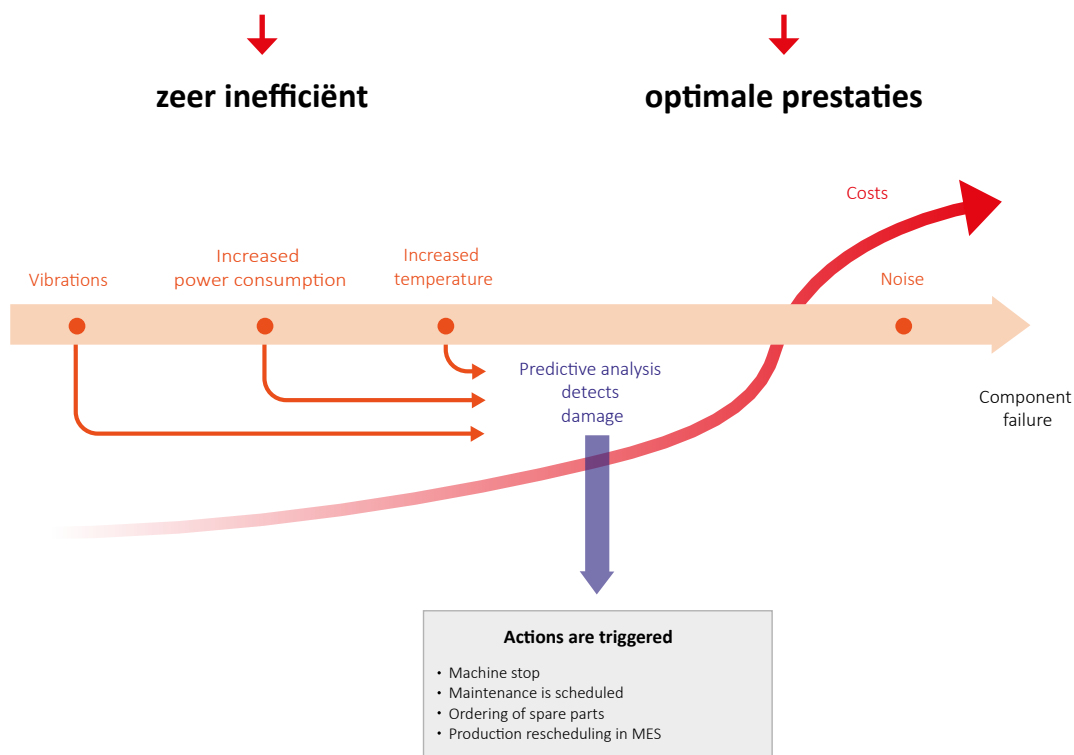 zeer inefficiënt
optimale prestaties
Costs
Vibrations
Increased
power consumption
Increased
temperature
Noise
Predictive analysis
detects
damage
Component
failure
Actions are triggered
• Machine stop
• Maintenance is scheduled
• Ordering of spare parts
• Production rescheduling in MES